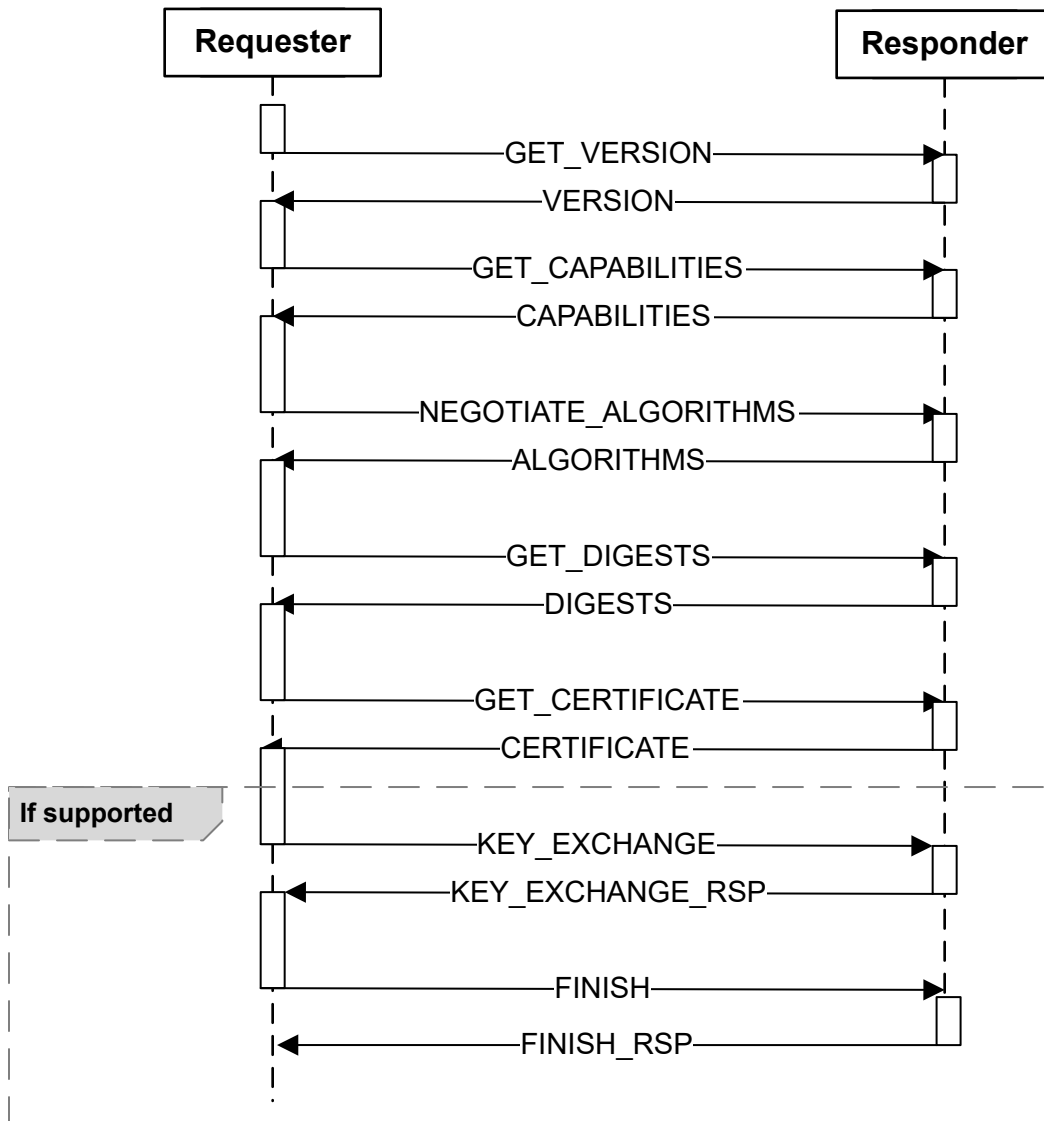 Requester
Responder
GET_VERSION
VERSION
GET_CAPABILITIES
CAPABILITIES
NEGOTIATE_ALGORITHMS
ALGORITHMS
GET_DIGESTS
DIGESTS
GET_CERTIFICATE
CERTIFICATE
If supported
KEY_EXCHANGE
KEY_EXCHANGE_RSP
FINISH
FINISH_RSP